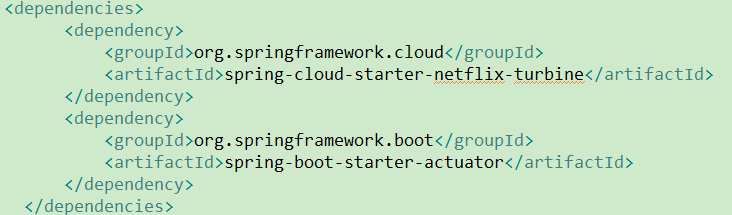 <dependencies>
<dependency>
<groupId>org.springframework.cloud</groupId>
<artifactId>spring-cloud-starter-netflix-turbine</artifactId>
</dependency>
<dependency>
<groupId>org.springframework.boot</groupId>
<artifactId>spring-boot-starter-actuator</artifactId>
</dependency>
</dependencies>